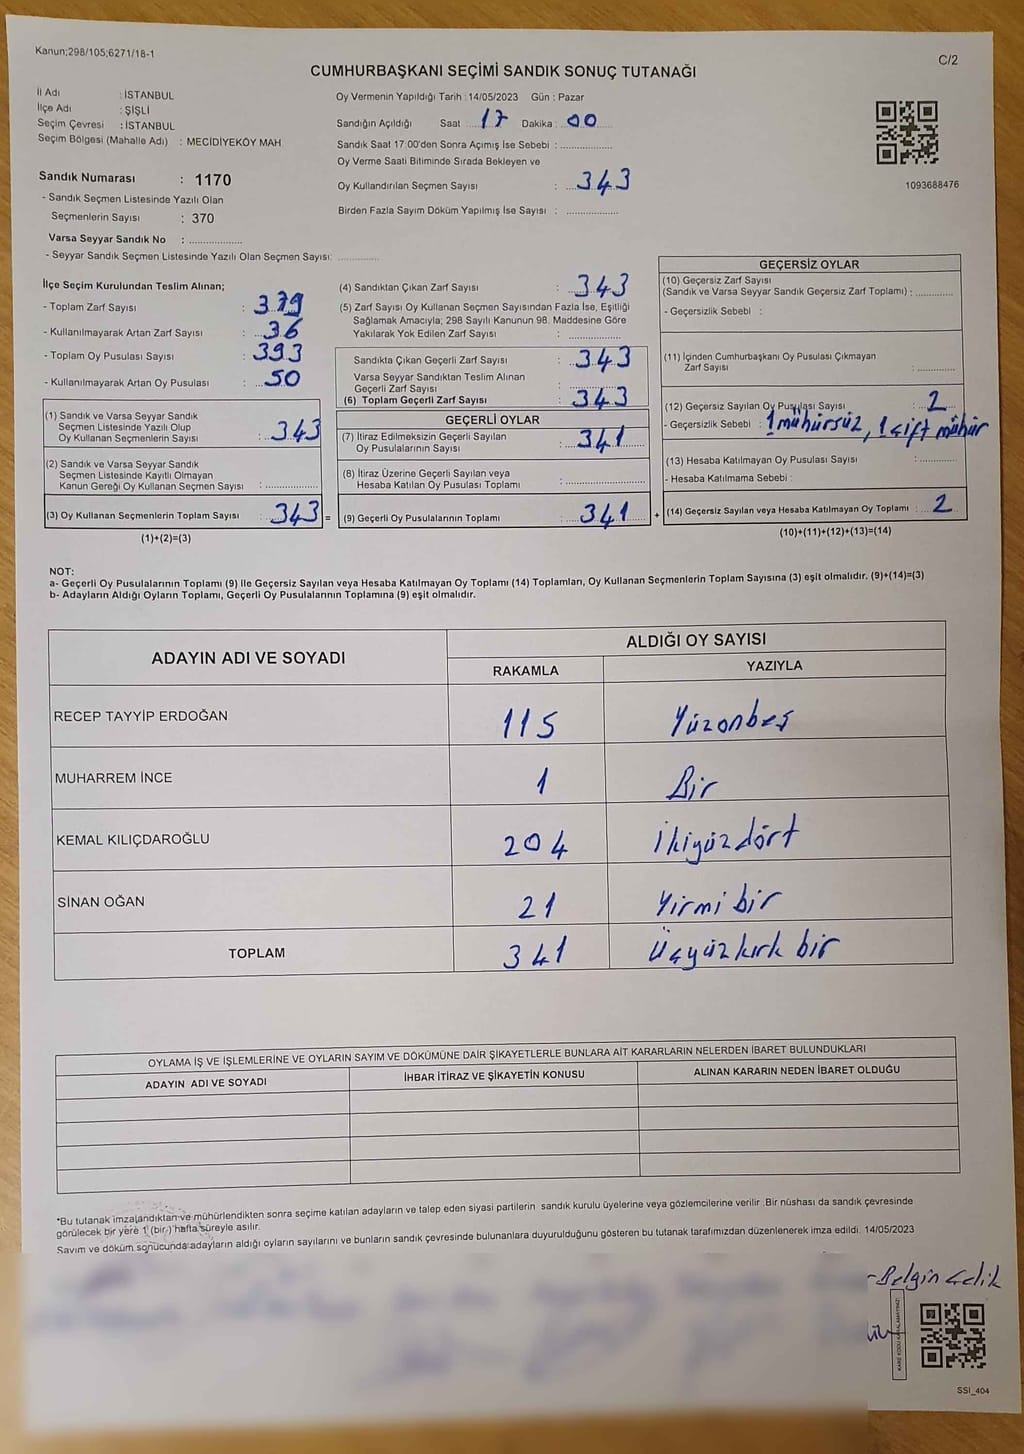 Kanun;298/105;6271/18-1
C/2
CUMHURBAŞKANI SEÇİMİ SANDIK SONUÇ TUTANAĞI
İl Adı : İSTANBUL
İlçe Adı : ŞİŞLİ
Seçim Çevresi : İSTANBUL
Seçim Bölgesi (Mahalle Adı) : MECİDİYEKÖY MAH
Sandık Numarası : 1170
- Sandık Seçmen Listesinde Yazılı Olan
Seçmenlerin Sayısı : 370
Varsa Seyyar Sandık No : ....................
- Seyyar Sandık Seçmen Listesinde Yazılı Olan Seçmen Sayısı: ..............
Oy Vermenin Yapıldığı Tarih : 14/05/2023 Gün : Pazar
Sandığın Açıldığı Saat : 17 Dakika : 00
Sandık Saat 17:00'den Sonra Açılmış İse Sebebi : ....................
Oy Verme Saati Bitiminde Sırada Bekleyen ve
Oy Kullandırılan Seçmen Sayısı : 343
Birden Fazla Sayım Döküm Yapılmış İse Sayısı : ....................
1093688476
İlçe Seçim Kurulundan Teslim Alınan;
- Toplam Zarf Sayısı : 379
- Kullanılmayarak Artan Zarf Sayısı : 36
- Toplam Oy Pusulası Sayısı : 393
- Kullanılmayarak Artan Oy Pusulası : 50
(1) Sandık ve Varsa Seyyar Sandık
Seçmen Listesinde Yazılı Olup
Oy Kullanan Seçmenlerin Sayısı : 343
(2) Sandık ve Varsa Seyyar Sandık
Seçmen Listesinde Kayıtlı Olmayan
Kanun Gereği Oy Kullanan Seçmen Sayısı : ....................
(3) Oy Kullanan Seçmenlerin Toplam Sayısı : 343 =
(1)+(2)=(3)
(4) Sandıktan Çıkan Zarf Sayısı : 343
(5) Zarf Sayısı Oy Kullanan Seçmen Sayısından Fazla İse, Eşitliği
Sağlamak Amacıyla; 298 Sayılı Kanunun 98. Maddesine Göre
Yakılarak Yok Edilen Zarf Sayısı : ....................
Sandıkta Çıkan Geçerli Zarf Sayısı : 343
Varsa Seyyar Sandıktan Teslim Alınan
Geçerli Zarf Sayısı : ....................
(6) Toplam Geçerli Zarf Sayısı : 343
GEÇERLİ OYLAR
(7) İtiraz Edilmeksizin Geçerli Sayılan
Oy Pusulalarının Sayısı : 341
(8) İtiraz Üzerine Geçerli Sayılan veya
Hesaba Katılan Oy Pusulası Toplamı : ....................
(9) Geçerli Oy Pusulalarının Toplamı : 341 +
GEÇERSİZ OYLAR
(10) Geçersiz Zarf Sayısı
(Sandık ve Varsa Seyyar Sandık Geçersiz Zarf Toplamı) : ..............
- Geçersizlik Sebebi :
(11) İçinden Cumhurbaşkanı Oy Pusulası Çıkmayan
Zarf Sayısı : ..............
(12) Geçersiz Sayılan Oy Pusulası Sayısı : 2
- Geçersizlik Sebebi : 1 mühürsüz, 1 çift mühür
(13) Hesaba Katılmayan Oy Pusulası Sayısı : ..............
- Hesaba Katılmama Sebebi :
(14) Geçersiz Sayılan veya Hesaba Katılmayan Oy Toplamı : 2
(10)+(11)+(12)+(13)=(14)
NOT:
a- Geçerli Oy Pusulalarının Toplamı (9) ile Geçersiz Sayılan veya Hesaba Katılmayan Oy Toplamı (14) Toplamları, Oy Kullanan Seçmenlerin Toplam Sayısına (3) eşit olmalıdır. (9)+(14)=(3)
b- Adayların Aldığı Oyların Toplamı, Geçerli Oy Pusulalarının Toplamına (9) eşit olmalıdır.
ADAYIN ADI VE SOYADI
ALDIĞI OY SAYISI
RAKAMLA YAZIYLA
RECEP TAYYİP ERDOĞAN 115 Yüzonbeş
MUHARREM İNCE 1 Bir
KEMAL KILIÇDAROĞLU 204 İkiyüzdört
SİNAN OĞAN 21 Yirmi bir
TOPLAM 341 Üçyüzkırk bir
OYLAMA İŞ VE İŞLEMLERİNE VE OYLARIN SAYIM VE DÖKÜMÜNE DAİR ŞİKAYETLERLE BUNLARA AİT KARARLARIN NELERDEN İBARET BULUNDUKLARI
ADAYIN ADI VE SOYADI İHBAR İTİRAZ VE ŞİKAYETİN KONUSU ALINAN KARARIN NEDEN İBARET OLDUĞU
*Bu tutanak imzalandıktan ve mühürlendikten sonra seçime katılan adayların ve talep eden siyasi partilerin sandık kurulu üyelerine veya gözlemcilerine verilir. Bir nüshası da sandık çevresinde
görülecek bir yere 1 (bir) hafta süreyle asılır.
Sayım ve döküm sonucunda adayların aldığı oyların sayılarını ve bunların sandık çevresinde bulunanlara duyurulduğunu gösteren bu tutanak tarafımızdan düzenlenerek imza edildi. 14/05/2023
- Belgin Çelik
KARE KODU KARALAMAYINIZ!
SSI_404